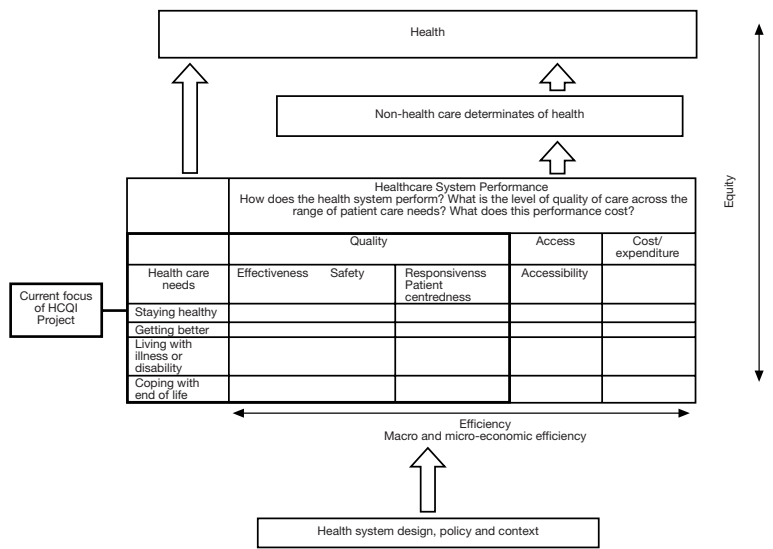 Health
Non-health care determinates of health
Healthcare System Performance
How does the health system perform? What is the level of quality of care across the
range of patient care needs? What does this performance cost?
Quality
Access
Cost/
expenditure
Health care
needs
Effectiveness Safety
Responsivenss
Patient
centredness
Accessibility
Current focus
of HCQI
Project
Staying healthy
Getting better
Living with
illness or
disability
Coping with
end of life
Equity
Efficiency
Macro and micro-economic efficiency
Health system design, policy and context